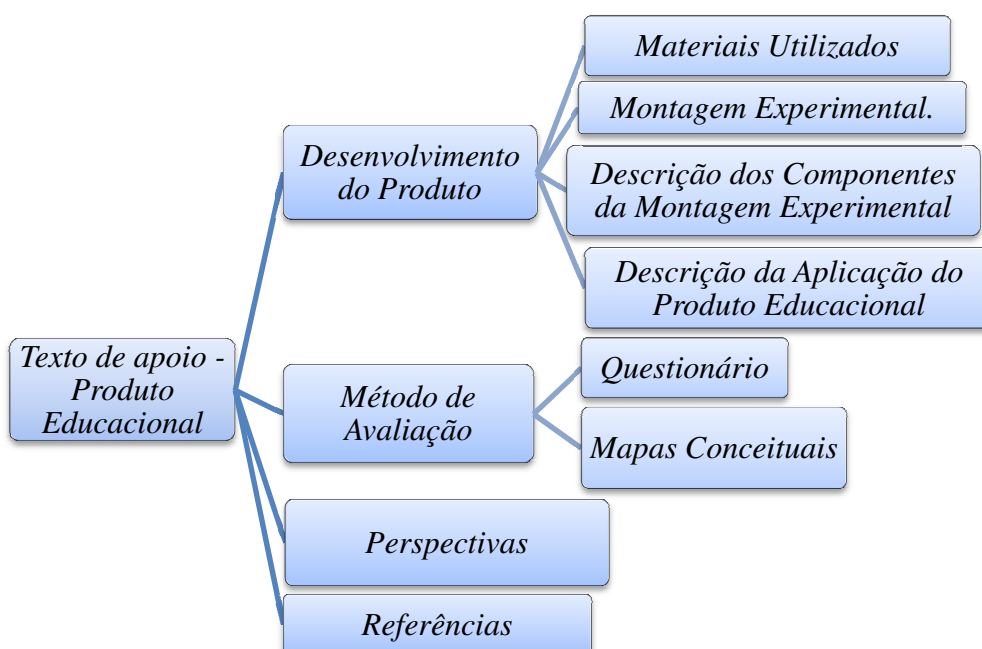 Texto de apoio -
Produto
Educacional
Desenvolvimento
do Produto
Materiais Utilizados
Montagem Experimental.
Descrição dos Componentes
da Montagem Experimental
Descrição da Aplicação do
Produto Educacional
Método de
Avaliação
Questionário
Mapas Conceituais
Perspectivas
Referências